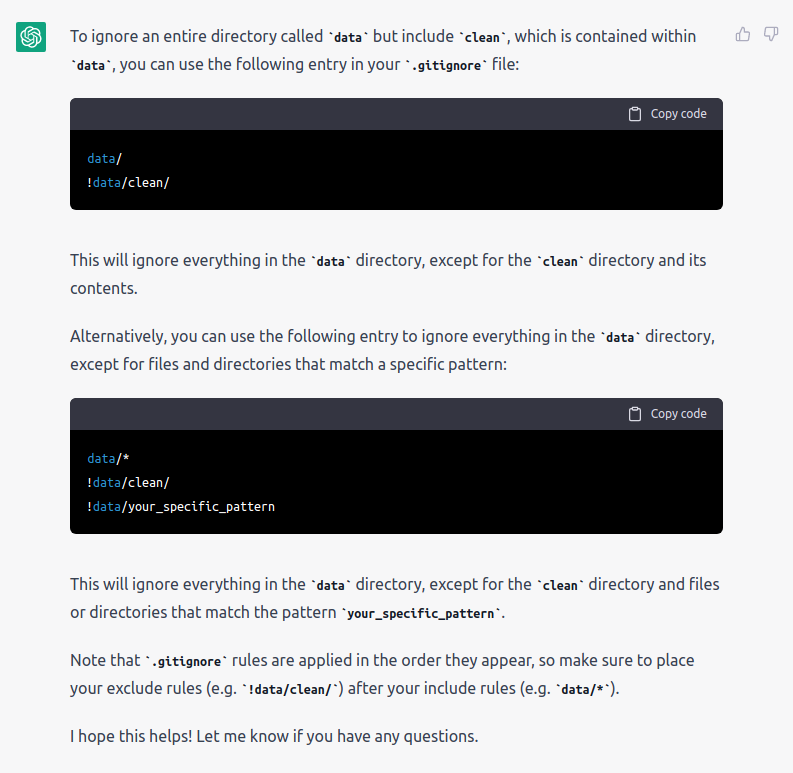 To ignore an entire directory called `data` but include `clean`, which is contained within
`data`, you can use the following entry in your `.gitignore` file:
Copy code
data/
!data/clean/
This will ignore everything in the `data` directory, except for the `clean` directory and its
contents.
Alternatively, you can use the following entry to ignore everything in the `data` directory,
except for files and directories that match a specific pattern:
Copy code
data/*
!data/clean/
!data/your_specific_pattern
This will ignore everything in the `data` directory, except for the `clean` directory and files
or directories that match the pattern `your_specific_pattern`.
Note that `.gitignore` rules are applied in the order they appear, so make sure to place
your exclude rules (e.g. `!data/clean/`) after your include rules (e.g. `data/*`).
I hope this helps! Let me know if you have any questions.